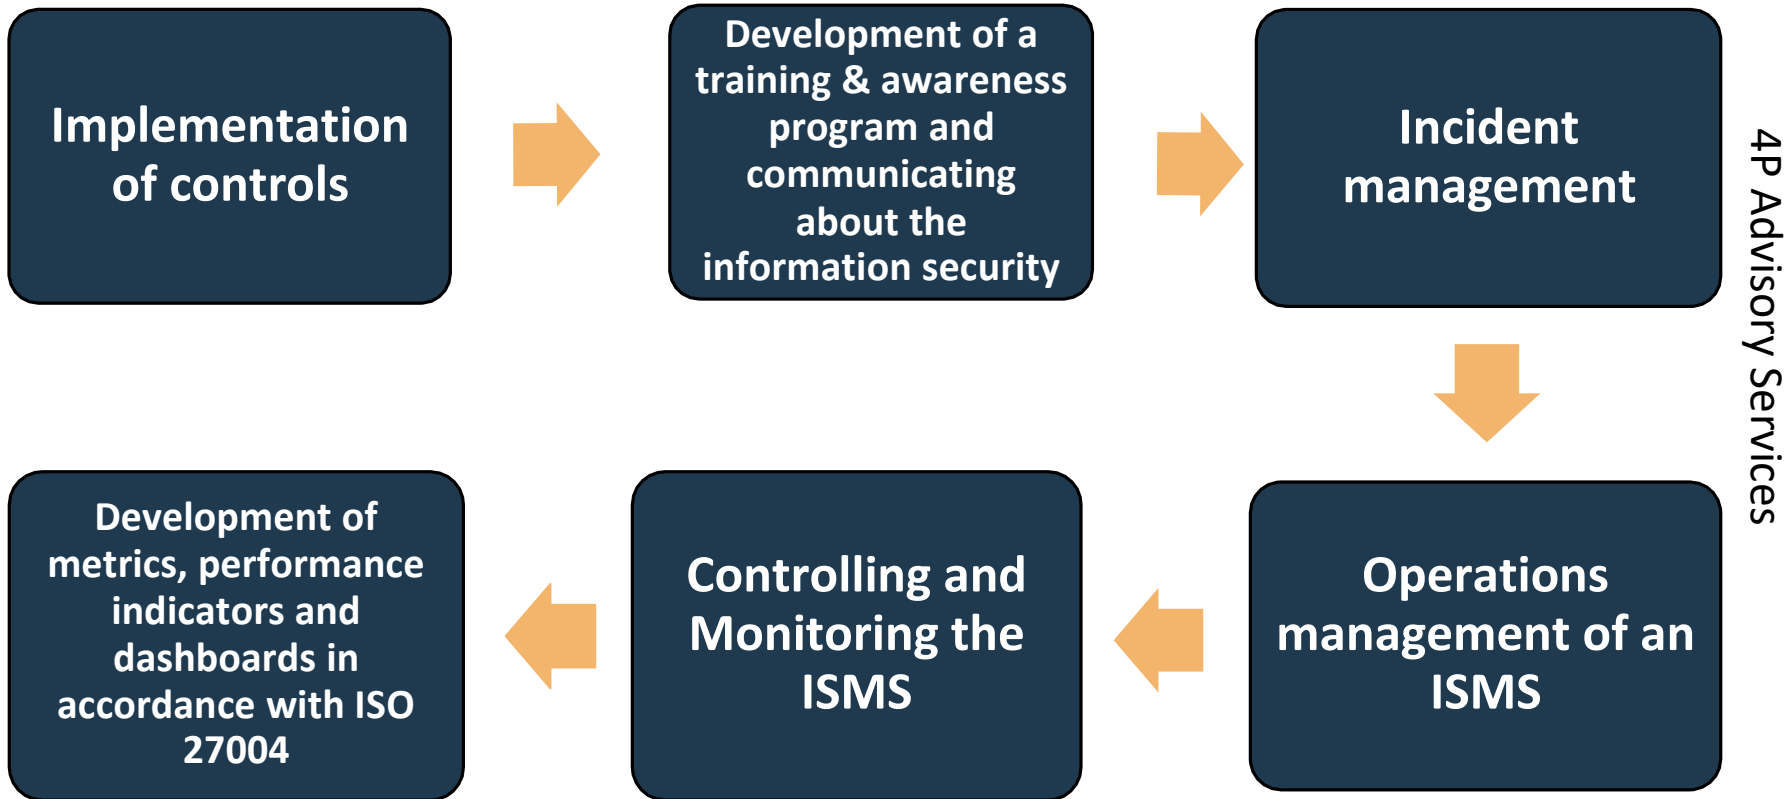 Implementation
of controls
Development of a
training & awareness
program and
communicating
about the
information security
Incident
management
Operations
management of an
ISMS
Controlling and
Monitoring the
ISMS
Development of
metrics, performance
indicators and
dashboards in
accordance with ISO
27004
4P Advisory Services